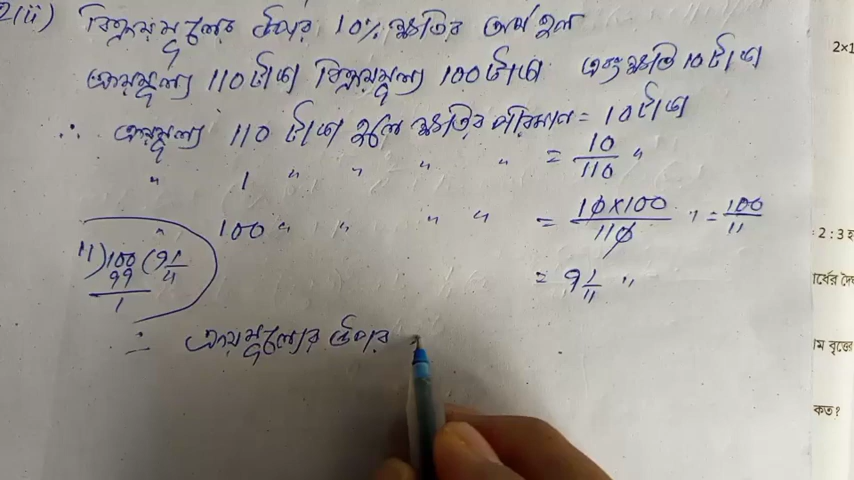 2(ii) বিক্রয়মূল্যের উপর 10% ক্ষতির অর্থ হল
ক্রয়মূল্য 110 টাকা বিক্রয়মূল্য 100 টাকা এবং ক্ষতি 10 টাকা
∴ ক্রয়মূল্য 110 টাকা হলে ক্ষতির পরিমান = 10 টাকা
" 1 " " " " = 10/110 "
100 " " " " = 10×100/110 " = 100/11
11)100(9 1/11
99
1
= 9 1/11 "
∴ ক্রয়মূল্যের উপর
2×1
2 : 3 হ
র্ঘের দৈ
ম বৃত্তের
কত?